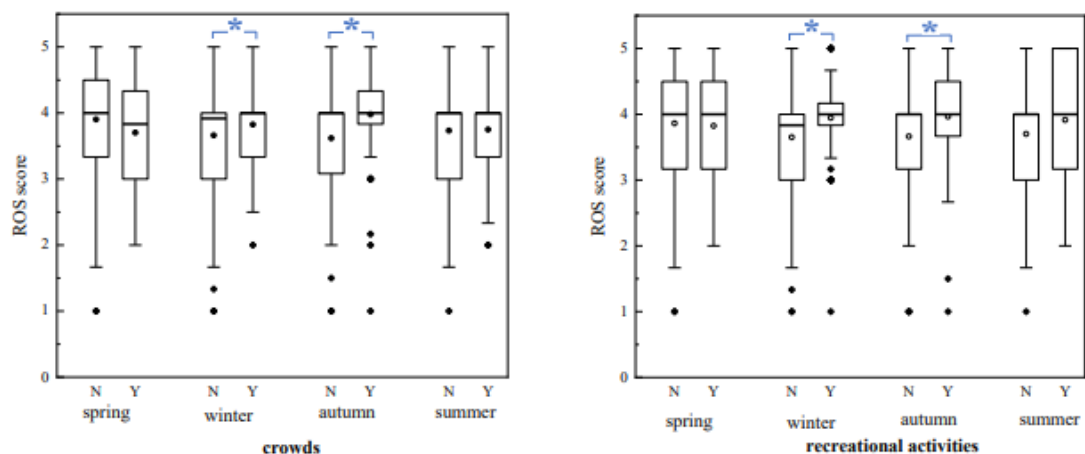 * *
5
4
3
2
1
0
ROS score
N Y N Y N Y N Y
spring winter autumn summer
crowds
* *
5
4
3
2
1
0
ROS score
N Y N Y N Y N Y
spring winter autumn summer
recreational activities